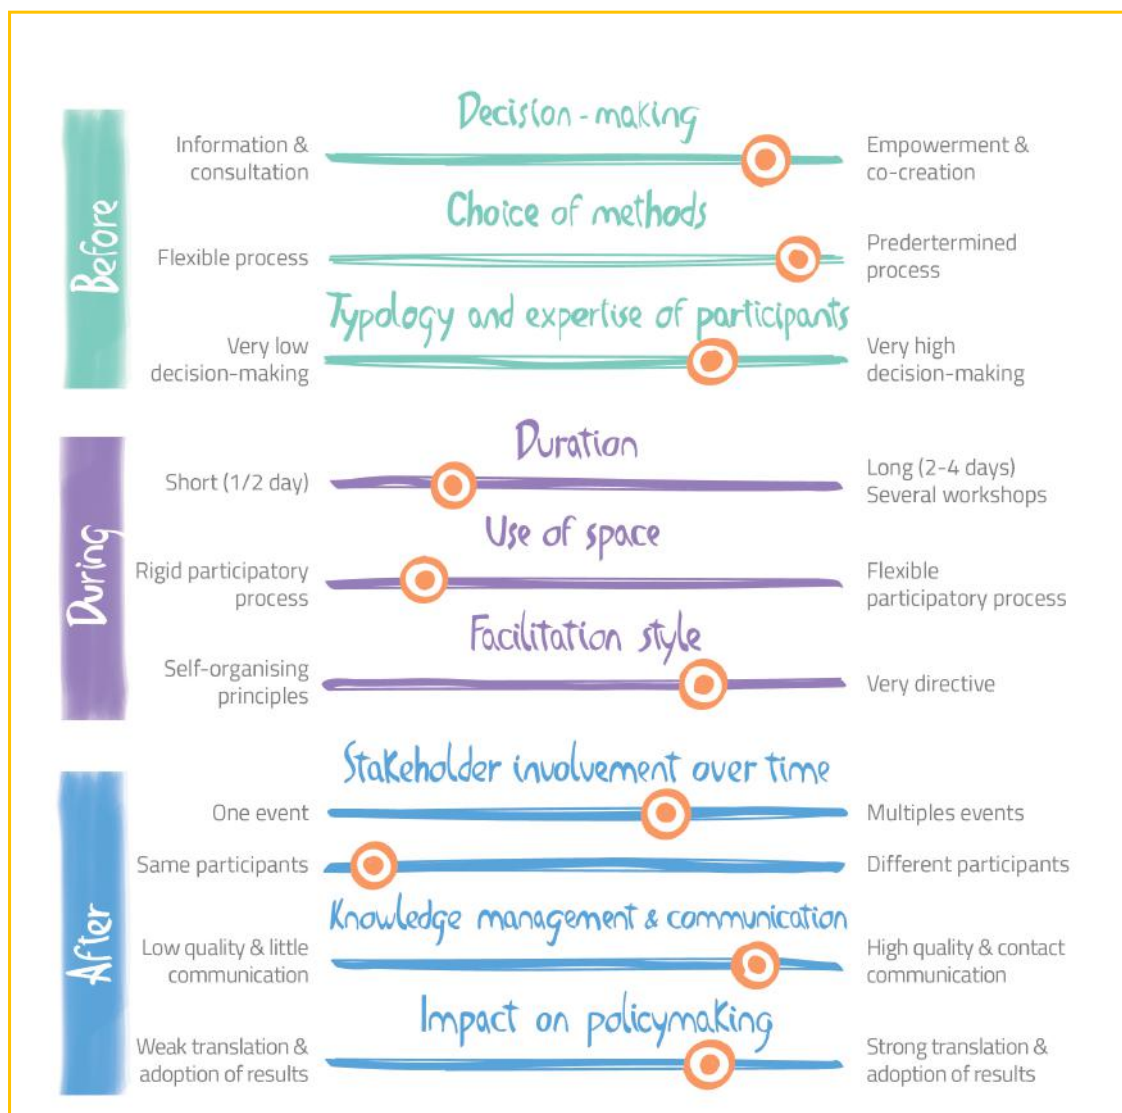 Before
Decision-making
Information &
consultation
Empowerment &
co-creation
Choice of methods
Flexible process
Predertermined
process
Typology and expertise of participants
Very low
decision-making
Very high
decision-making
During
Duration
Short (1/2 day)
Long (2-4 days)
Several workshops
Use of space
Rigid participatory
process
Flexible
participatory process
Facilitation style
Self-organising
principles
Very directive
After
Stakeholder involvement over time
One event
Multiples events
Same participants
Different participants
Knowledge management & communication
Low quality & little
communication
High quality & contact
communication
Impact on policymaking
Weak translation &
adoption of results
Strong translation &
adoption of results